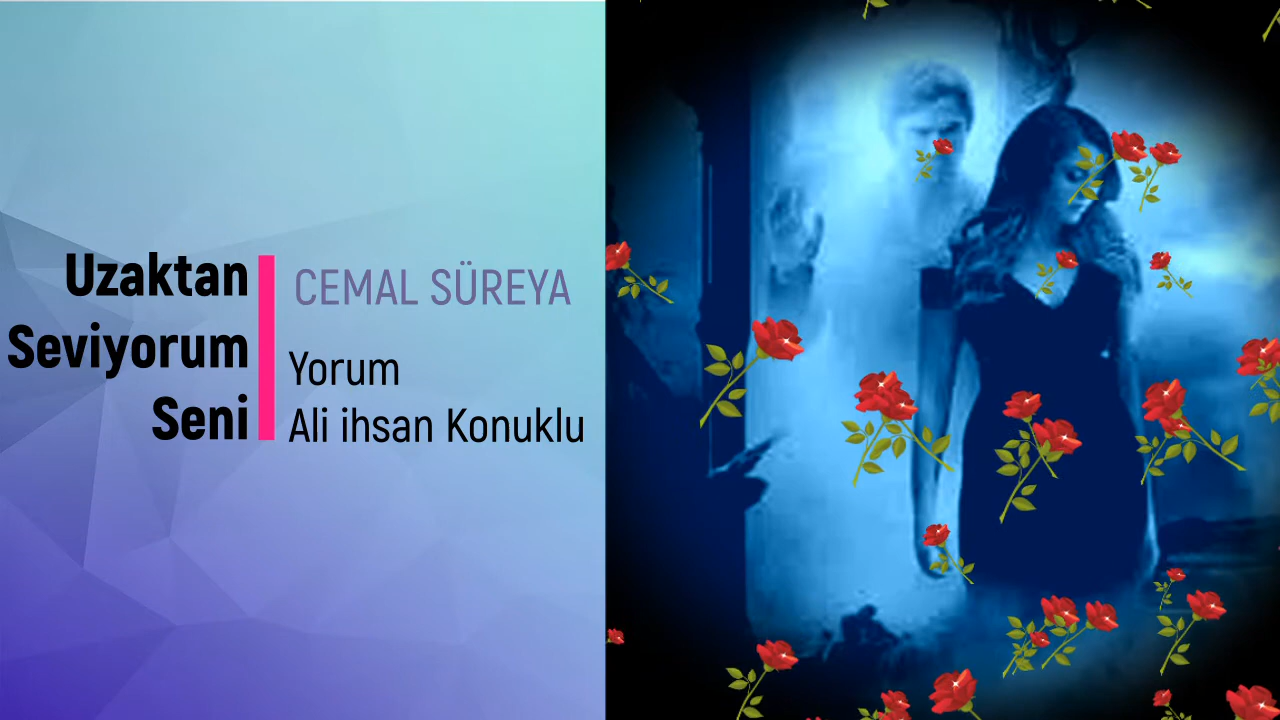 Uzaktan
Seviyorum
Seni
CEMAL SÜREYA
Yorum
Ali ihsan Konuklu